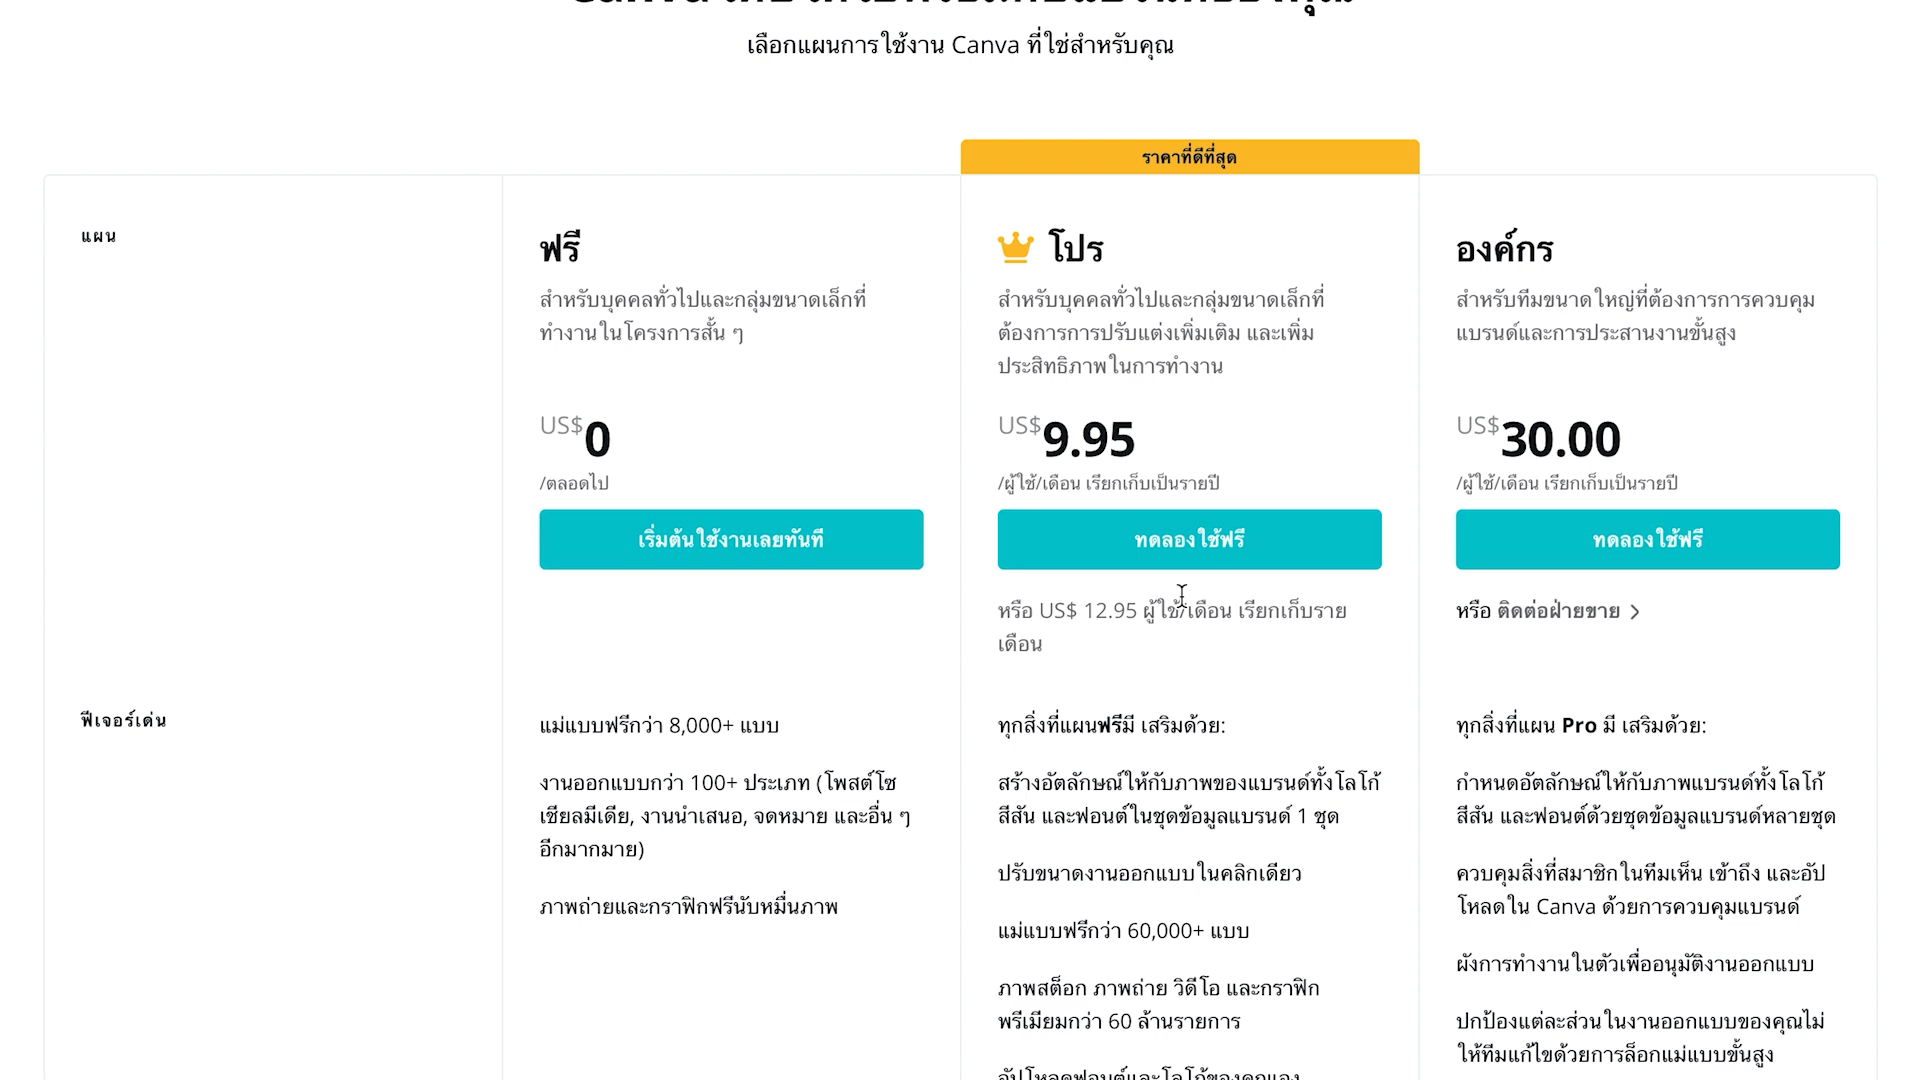 เลือกแผนการใช้งาน Canva ที่ใช่สำหรับคุณ
ราคาที่ดีที่สุด
แผน
ฟรี
สำหรับบุคคลทั่วไปและกลุ่มขนาดเล็กที่
ทำงานในโครงการสั้น ๆ
US$0
/ตลอดไป
เริ่มต้นใช้งานเลยทันที
โปร
สำหรับบุคคลทั่วไปและกลุ่มขนาดเล็กที่
ต้องการการปรับแต่งเพิ่มเติม และเพิ่ม
ประสิทธิภาพในการทำงาน
US$9.95
/ผู้ใช้/เดือน เรียกเก็บเป็นรายปี
ทดลองใช้ฟรี
หรือ US$ 12.95 ผู้ใช้/เดือน เรียกเก็บราย
เดือน
องค์กร
สำหรับทีมขนาดใหญ่ที่ต้องการการควบคุม
แบรนด์และการประสานงานขั้นสูง
US$30.00
/ผู้ใช้/เดือน เรียกเก็บเป็นรายปี
ทดลองใช้ฟรี
หรือ ติดต่อฝ่ายขาย >
ฟีเจอร์เด่น
แม่แบบฟรีกว่า 8,000+ แบบ
งานออกแบบกว่า 100+ ประเภท (โพสต์โซ
เชียลมีเดีย, งานนำเสนอ, จดหมาย และอื่น ๆ
อีกมากมาย)
ภาพถ่ายและกราฟิกฟรีนับหมื่นภาพ
ทุกสิ่งที่แผนฟรีมี เสริมด้วย:
สร้างอัตลักษณ์ให้กับภาพของแบรนด์ทั้งโลโก้
สีสัน และฟอนต์ในชุดข้อมูลแบรนด์ 1 ชุด
ปรับขนาดงานออกแบบในคลิกเดียว
แม่แบบฟรีกว่า 60,000+ แบบ
ภาพสต็อก ภาพถ่าย วิดีโอ และกราฟิก
พรีเมียมกว่า 60 ล้านรายการ
อัปโหลดฟอนต์และโลโก้ของคุณเอง
ทุกสิ่งที่แผน Pro มี เสริมด้วย:
กำหนดอัตลักษณ์ให้กับภาพแบรนด์ทั้งโลโก้
สีสัน และฟอนต์ด้วยชุดข้อมูลแบรนด์หลายชุด
ควบคุมสิ่งที่สมาชิกในทีมเห็น เข้าถึง และอัป
โหลดใน Canva ด้วยการควบคุมแบรนด์
ผังการทำงานในตัวเพื่ออนุมัติงานออกแบบ
ปกป้องแต่ละส่วนในงานออกแบบของคุณไม่
ให้ทีมแก้ไขด้วยการล็อกแม่แบบขั้นสูง